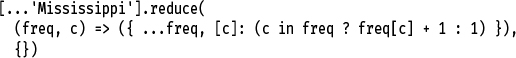 [...'Mississippi'].reduce(
  (freq, c) => ({ ...freq, [c]: (c in freq ? freq[c] + 1 : 1) }),
  {})